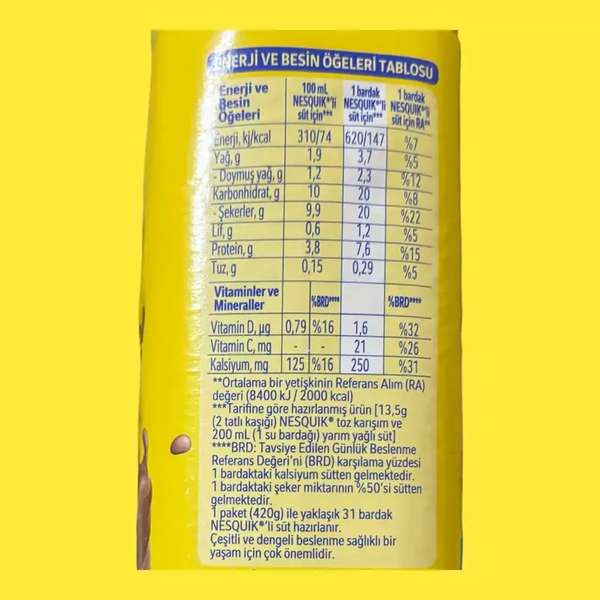 ENERJİ VE BESİN ÖĞELERİ TABLOSU
Enerji ve Besin Öğeleri 100 mL NESQUIK®'li süt için*** 1 bardak NESQUIK®'li süt için*** 1 bardak NESQUIK®'li süt için RA**
Enerji, kj/kcal 310/74 620/147 %7
Yağ, g 1,9 3,7 %5
- Doymuş yağ, g 1,2 2,3 %12
Karbonhidrat, g 10 20 %8
- Şekerler, g 9,9 20 %22
Lif, g 0,6 1,2 %5
Protein, g 3,8 7,6 %15
Tuz, g 0,15 0,29 %5
Vitaminler ve Mineraller %BRD**** %BRD****
Vitamin D, µg 0,79 %16 1,6 %32
Vitamin C, mg - - 21 %26
Kalsiyum, mg 125 %16 250 %31
**Ortalama bir yetişkinin Referans Alım (RA)
değeri (8400 kJ / 2000 kcal)
***Tarifine göre hazırlanmış ürün [13,5g
(2 tatlı kaşığı) NESQUIK® toz karışım ve
200 mL (1 su bardağı) yarım yağlı süt]
****BRD: Tavsiye Edilen Günlük Beslenme
Referans Değeri'ni (BRD) karşılama yüzdesi
1 bardaktaki kalsiyum sütten gelmektedir.
1 bardaktaki şeker miktarının %50'si sütten
gelmektedir.
1 paket (420g) ile yaklaşık 31 bardak
NESQUIK®'li süt hazırlanır.
Çeşitli ve dengeli beslenme sağlıklı bir
yaşam için çok önemlidir.